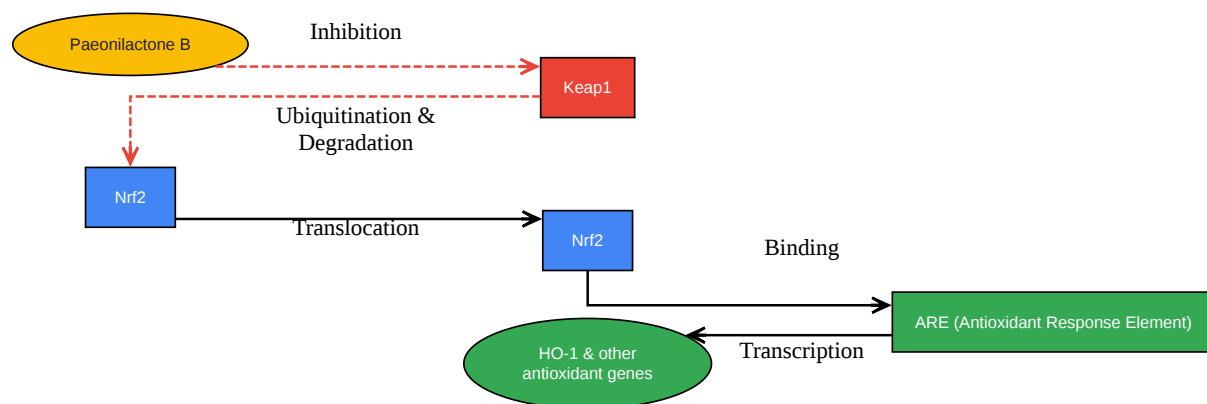 Inhibition
Paeonilactone B
Keap1
Ubiquitination &
Degradation
Nrf2
Translocation
Nrf2
Binding
ARE (Antioxidant Response Element)
Transcription
HO-1 & other
antioxidant genes